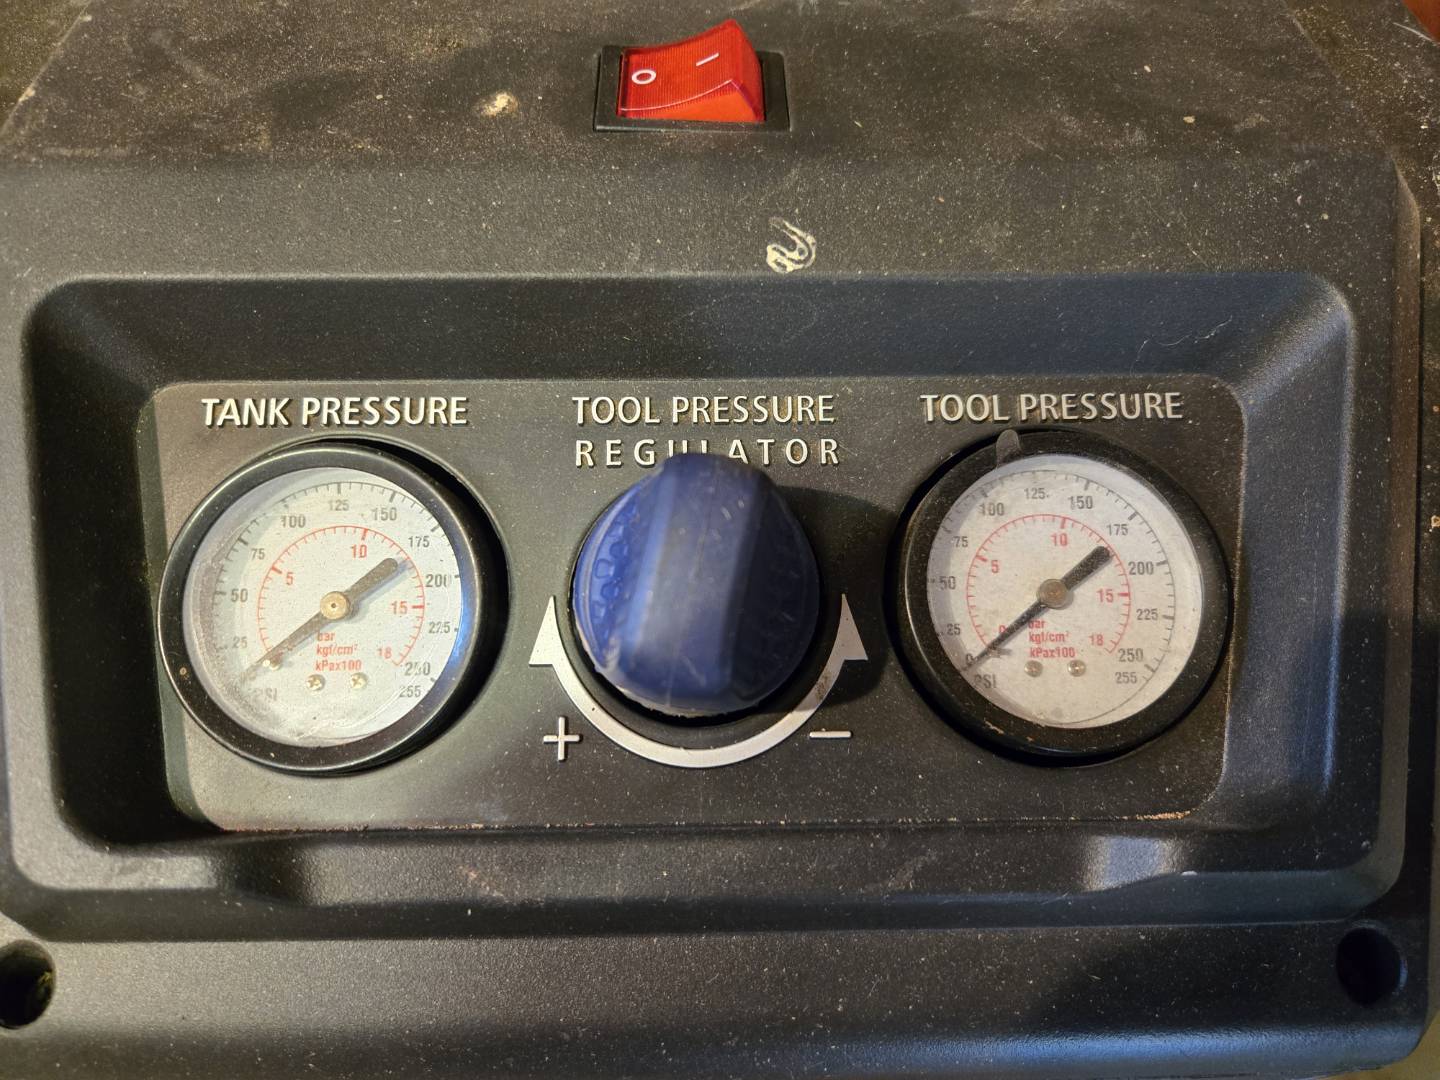 O I
TANK PRESSURE
TOOL PRESSURE
REGULATOR
TOOL PRESSURE
25 50 75 100 125 150 175 200 225 250 255
5 10 15 18
bar
kgf/cm²
kPax100
PSI
+
−
0 25 50 75 100 125 150 175 200 225 250 255
0 5 10 15 18
bar
kgf/cm²
kPax100
PSI